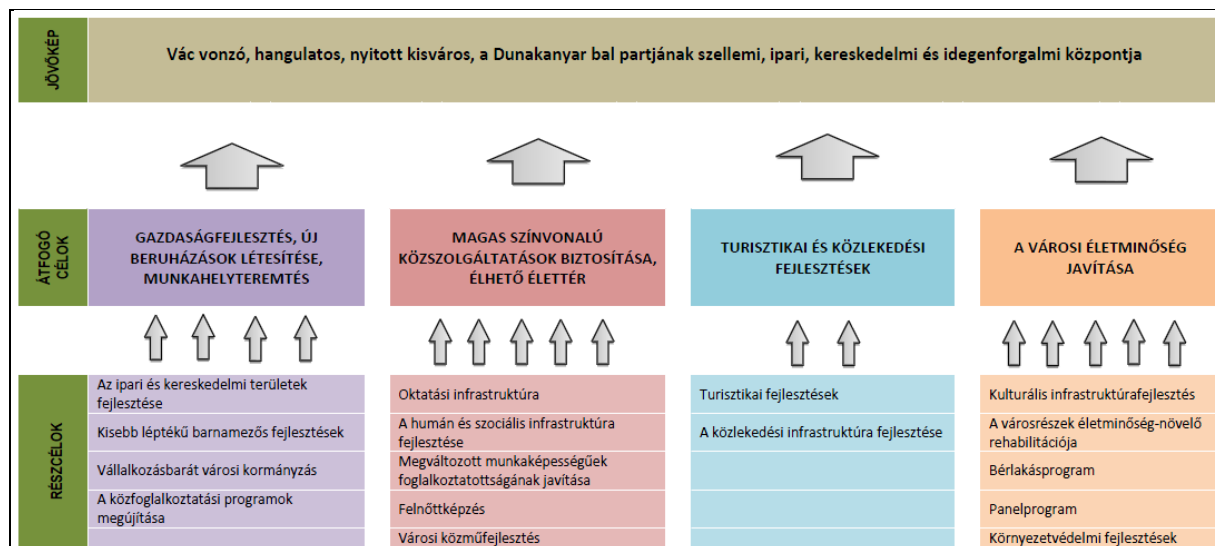 JÖVŐKÉP
Vác vonzó, hangulatos, nyitott kisváros, a Dunakanyar bal partjának szellemi, ipari, kereskedelmi és idegenforgalmi központja
ÁTFOGÓ
CÉLOK
GAZDASÁGFEJLESZTÉS, ÚJ
BERUHÁZÁSOK LÉTESÍTÉSE,
MUNKAHELYTEREMTÉS
MAGAS SZÍNVONALÚ
KÖZSZOLGÁLTATÁSOK BIZTOSÍTÁSA,
ÉLHETŐ ÉLETTÉR
TURISZTIKAI ÉS KÖZLEKEDÉSI
FEJLESZTÉSEK
A VÁROSI ÉLETMINŐSÉG
JAVÍTÁSA
RÉSZCÉLOK
Az ipari és kereskedelmi területek
fejlesztése
Kisebb léptékű barnamezős fejlesztések
Vállalkozásbarát városi kormányzás
A közfoglalkoztatási programok
megújítása
Oktatási infrastruktúra
A humán és szociális infrastruktúra
fejlesztése
Megváltozott munkaképességűek
foglalkoztatottságának javítása
Felnőttképzés
Városi közműfejlesztés
Turisztikai fejlesztések
A közlekedési infrastruktúra fejlesztése
Kulturális infrastruktúrafejlesztés
A városrészek életminőség-növelő
rehabilitációja
Bérlakásprogram
Panelprogram
Környezetvédelmi fejlesztések